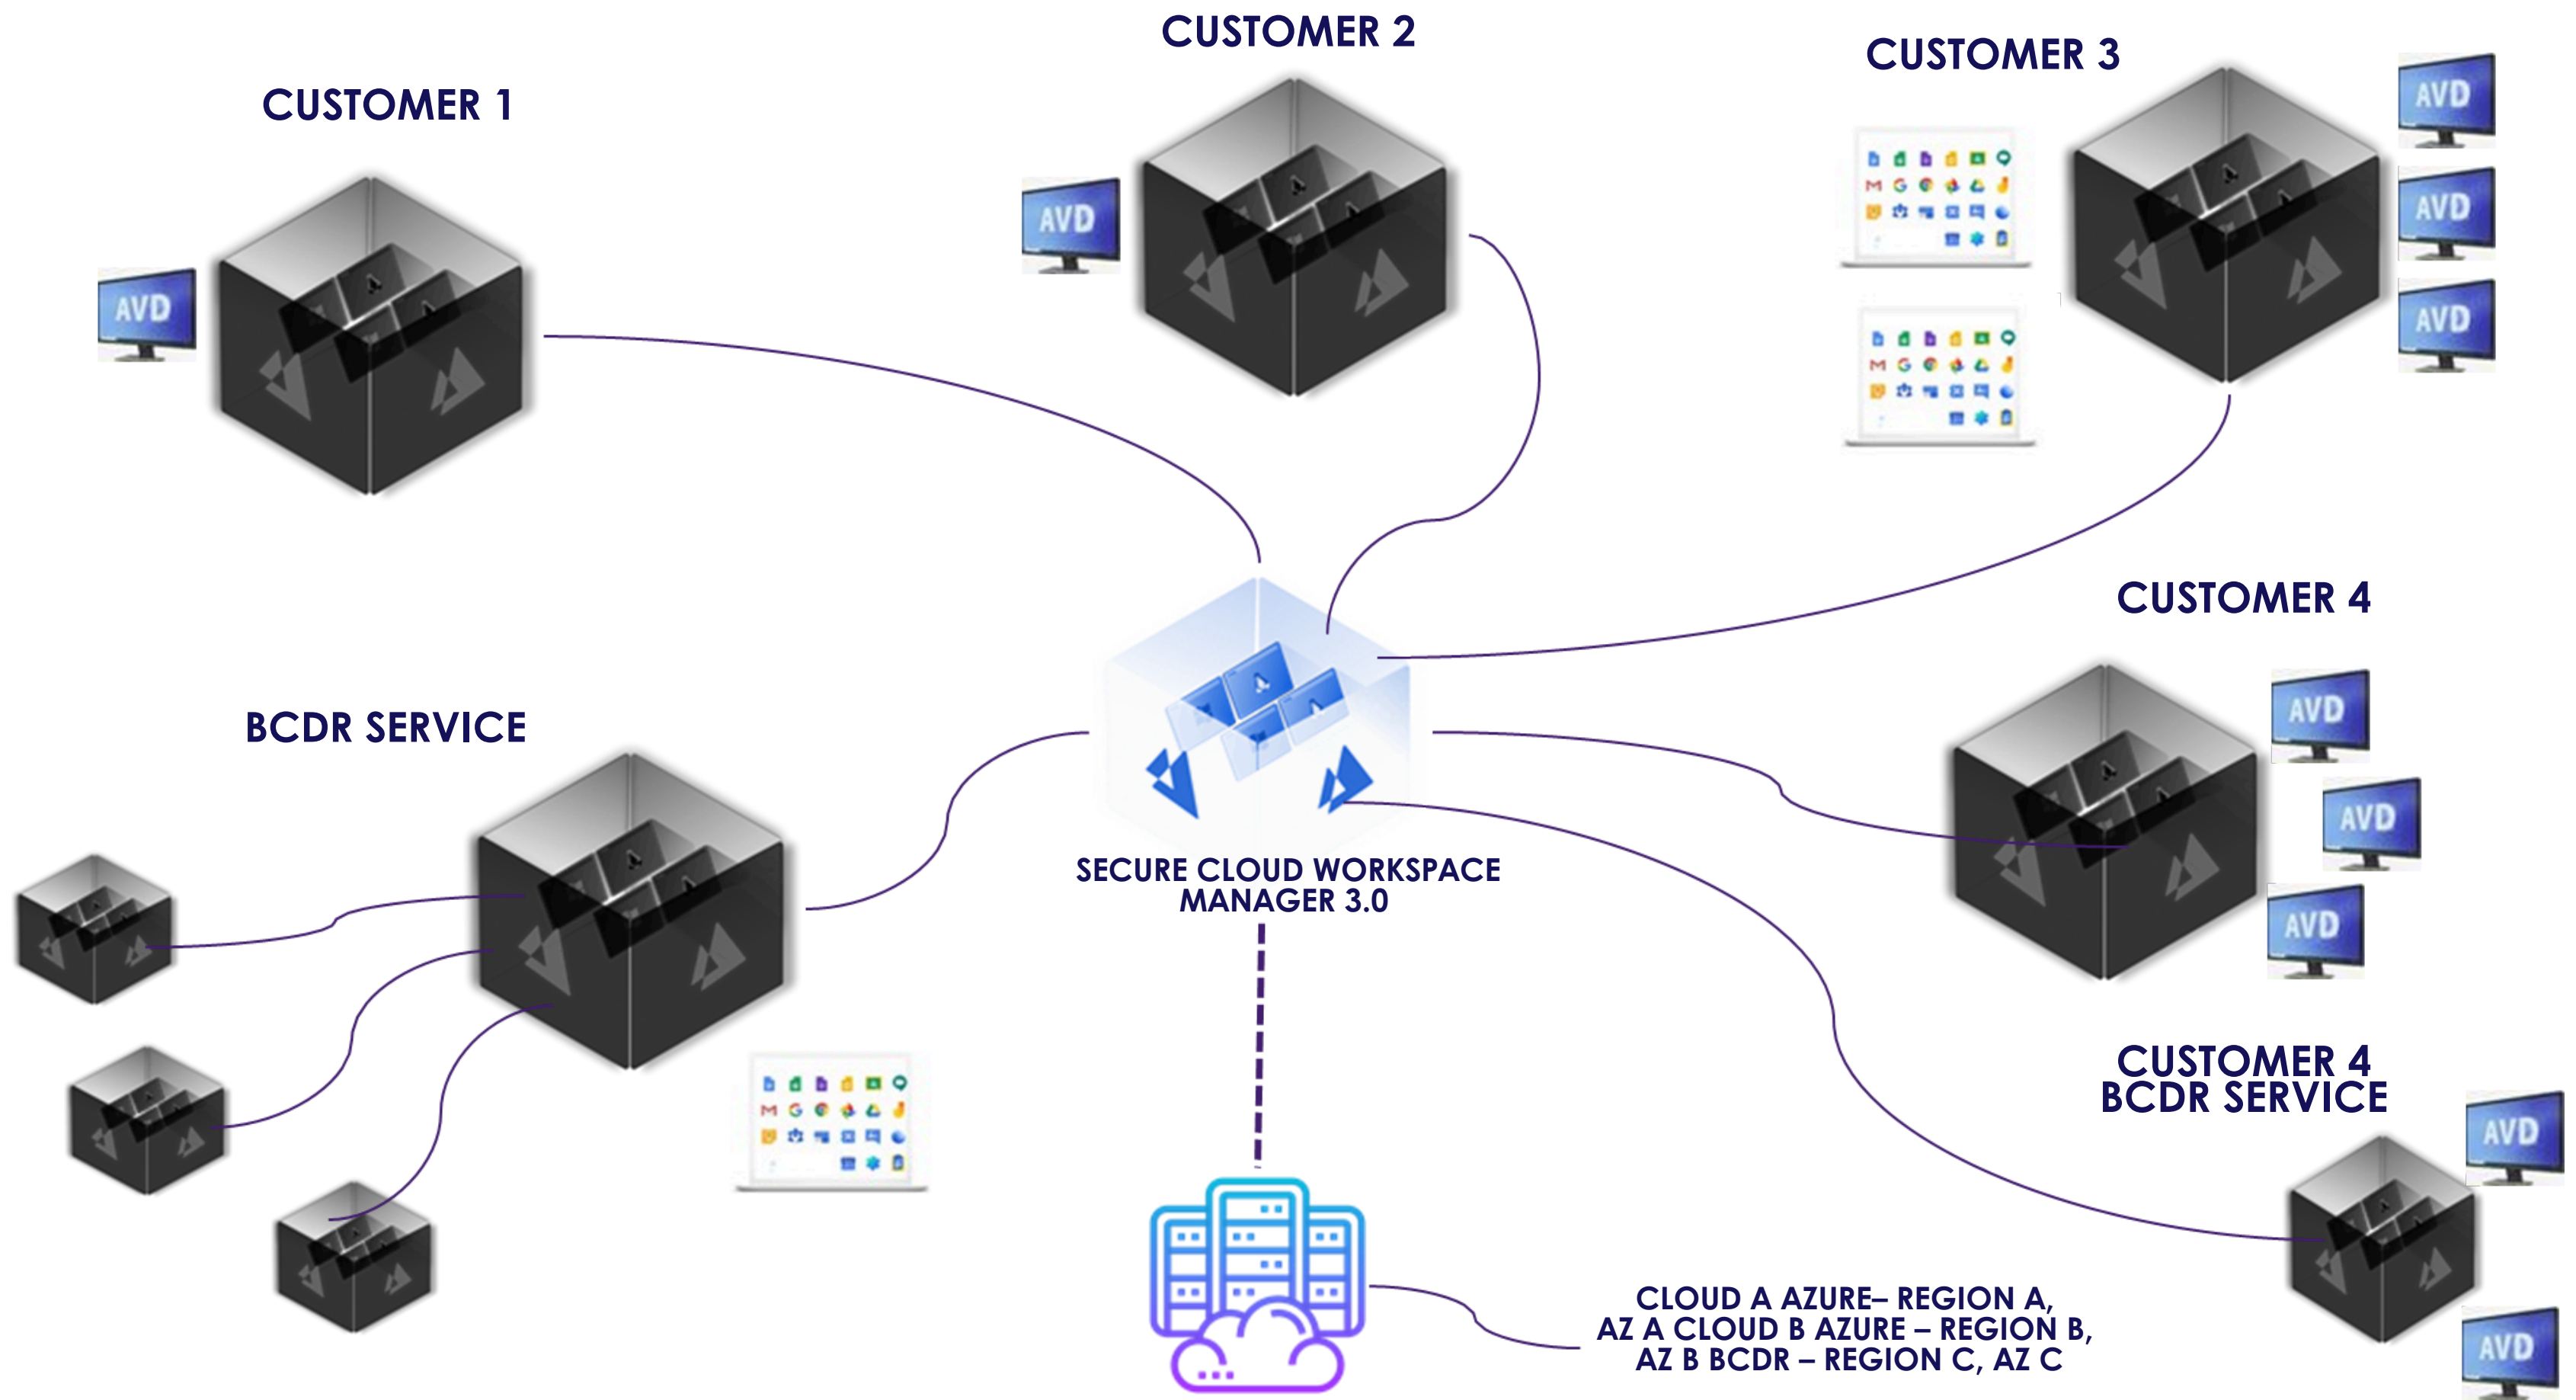 CUSTOMER 2
CUSTOMER 3
CUSTOMER 1
AVD
AVD
AVD
AVD
AVD
CUSTOMER 4
BCDR SERVICE
AVD
AVD
AVD
SECURE CLOUD WORKSPACE
MANAGER 3.0
CUSTOMER 4
BCDR SERVICE
AVD
AVD
CLOUD A AZURE– REGION A,
AZ A CLOUD B AZURE – REGION B,
AZ B BCDR – REGION C, AZ C